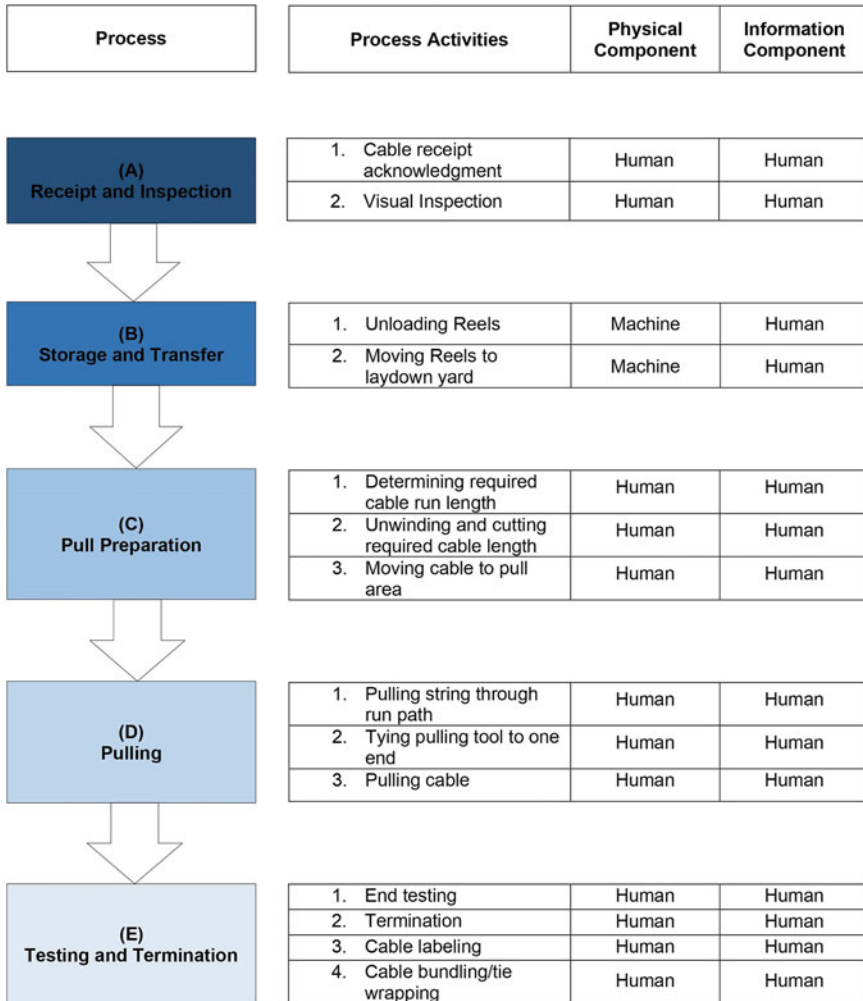 Process
Process Activities
Physical
Component
Information
Component
(A)
Receipt and Inspection
1. Cable receipt
acknowledgment
Human
Human
2. Visual Inspection
Human
Human
(B)
Storage and Transfer
1. Unloading Reels
Machine
Human
2. Moving Reels to
laydown yard
Machine
Human
(C)
Pull Preparation
1. Determining required
cable run length
Human
Human
2. Unwinding and cutting
required cable length
Human
Human
3. Moving cable to pull
area
Human
Human
(D)
Pulling
1. Pulling string through
run path
Human
Human
2. Tying pulling tool to one
end
Human
Human
3. Pulling cable
Human
Human
(E)
Testing and Termination
1. End testing
Human
Human
2. Termination
Human
Human
3. Cable labeling
Human
Human
4. Cable bundling/tie
wrapping
Human
Human